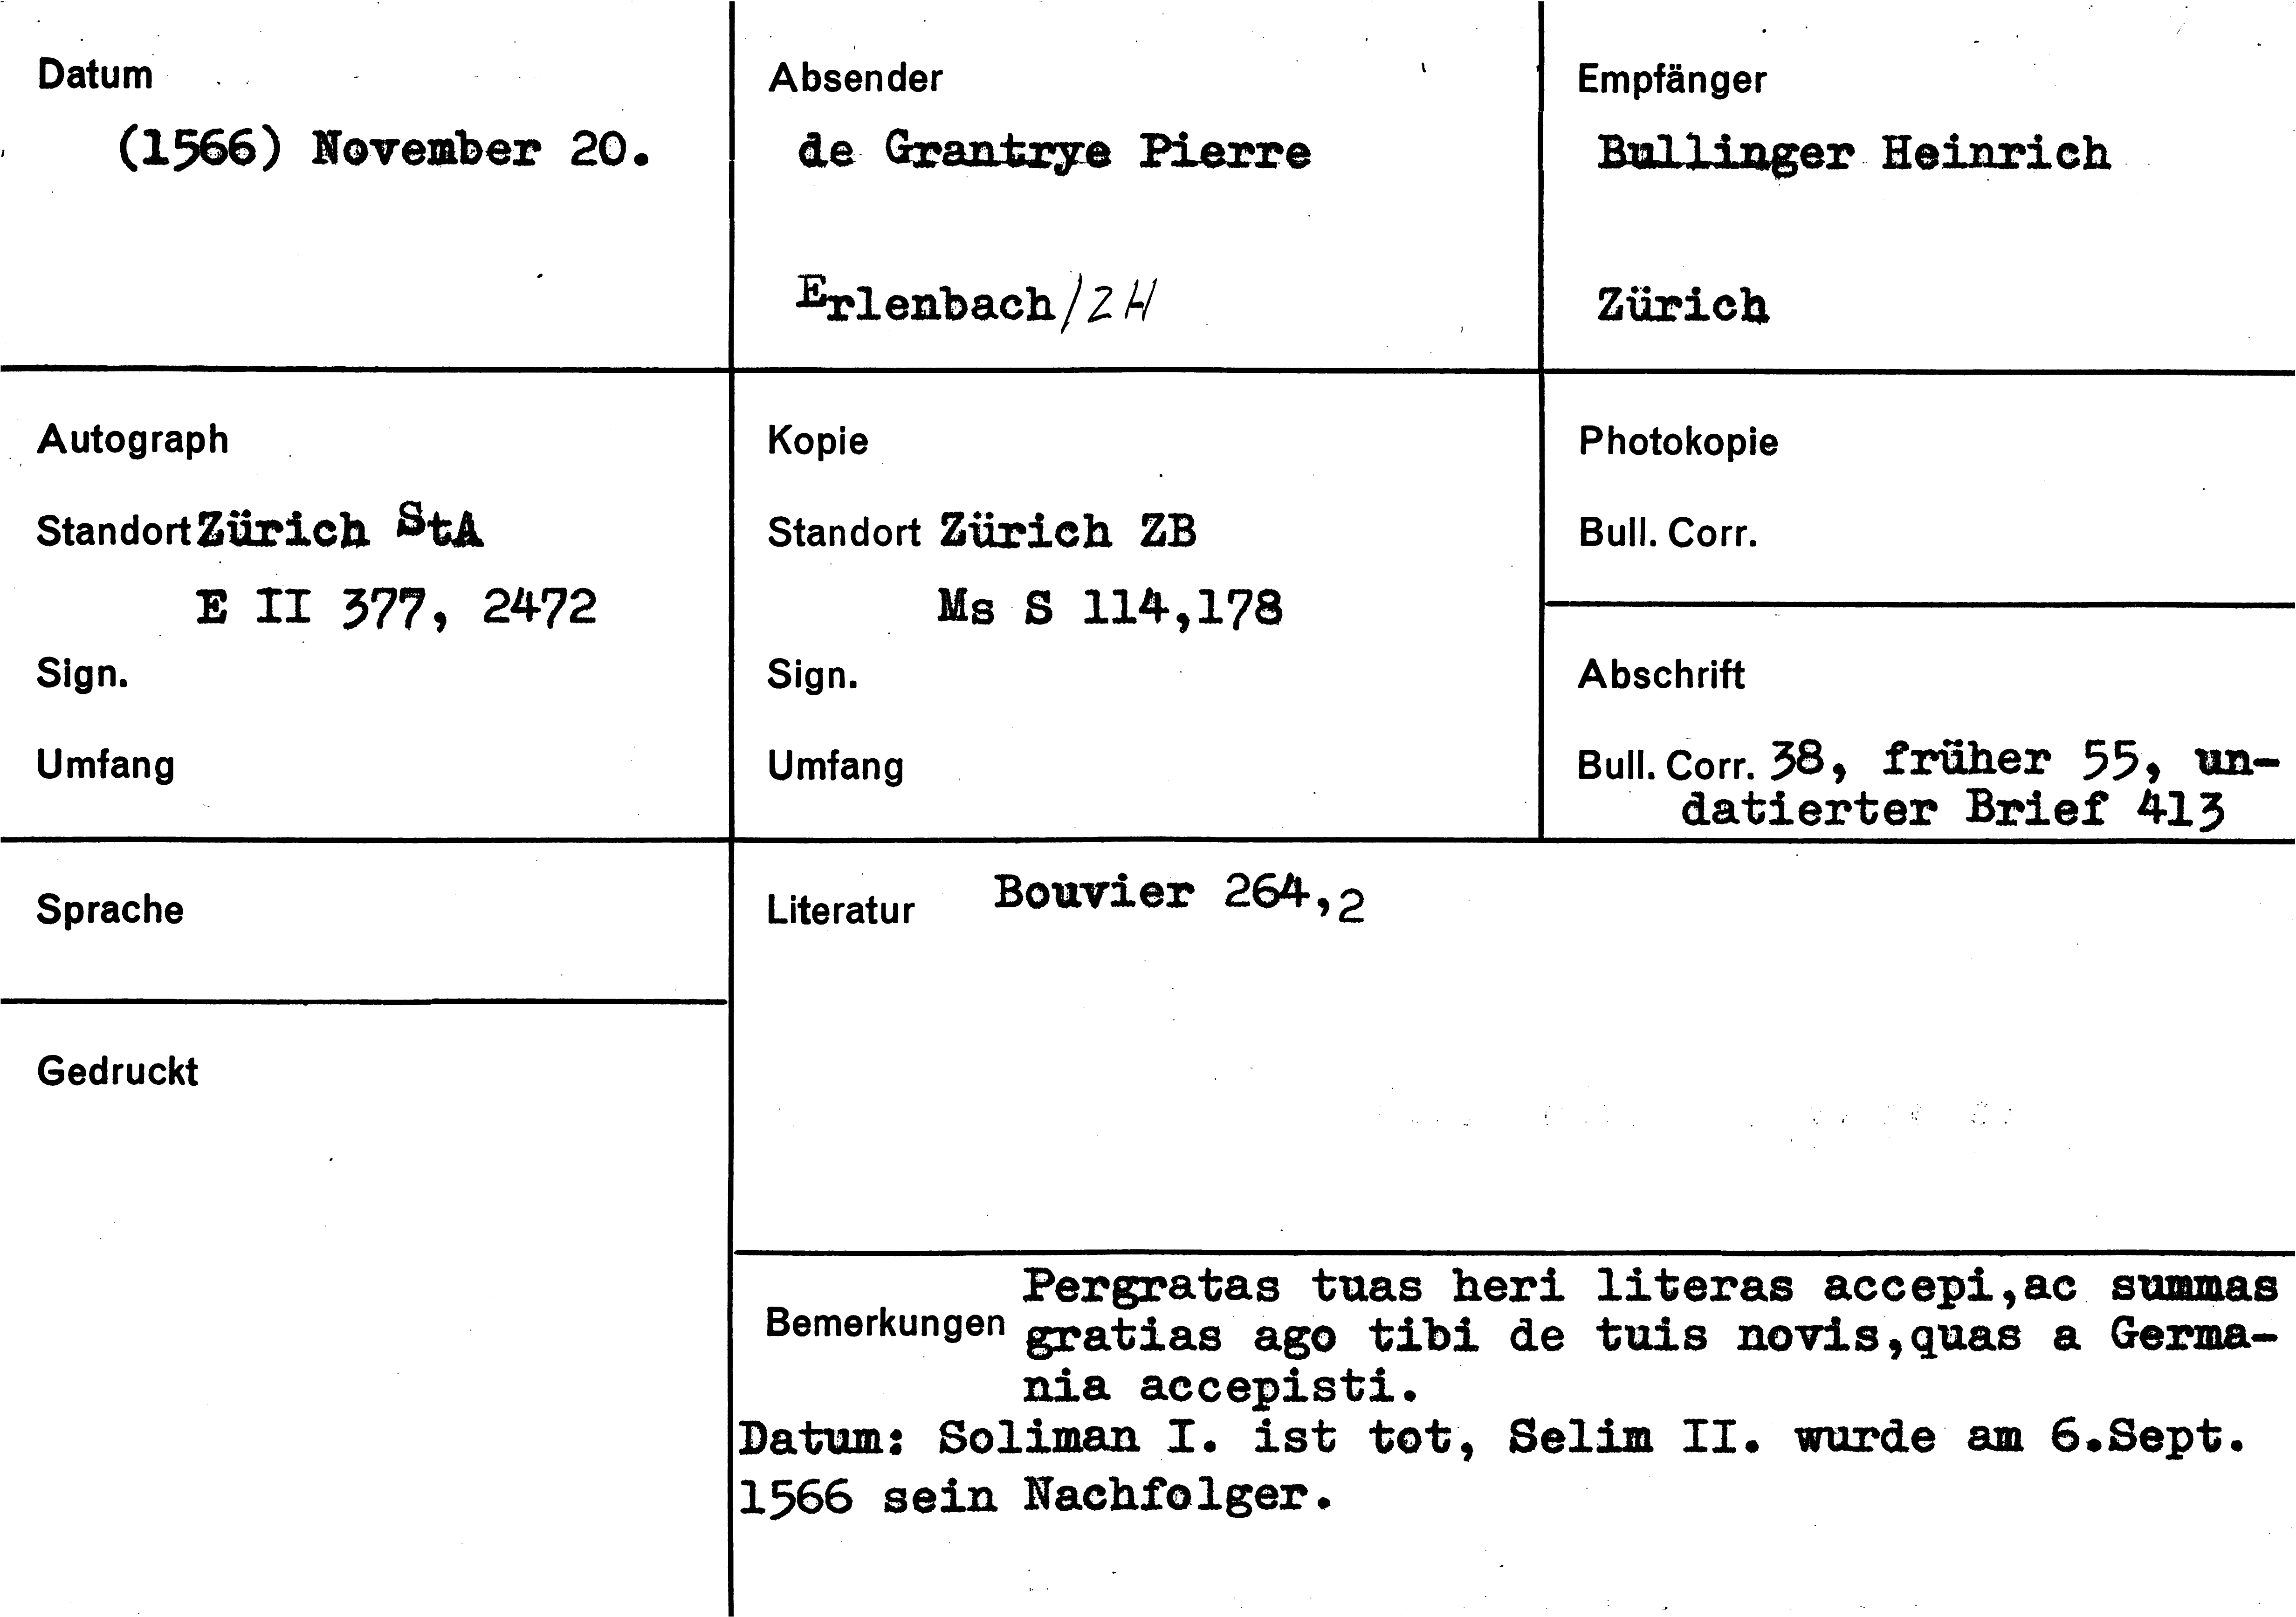 Datum
(1566) November 20.
Absender
de Grantrye Pierre
Erlenbach/ZH
Empfänger
Bullinger Heinrich
Zürich
Autograph
Standort Zürich StA
E II 377, 2472
Sign.
Umfang
Kopie
Standort Zürich ZB
Ms S 114,178
Sign.
Umfang
Photokopie
Bull. Corr.
Abschrift
Bull. Corr. 38, früher 55, un-
datierter Brief 413
Sprache
Gedruckt
Literatur Bouvier 264,2
Bemerkungen
Pergratas tuas heri literas accepi,ac summas
gratias ago tibi de tuis novis,quas a Germa-
nia accepisti.
Datum: Soliman I. ist tot, Selim II. wurde am 6.Sept.
1566 sein Nachfolger.